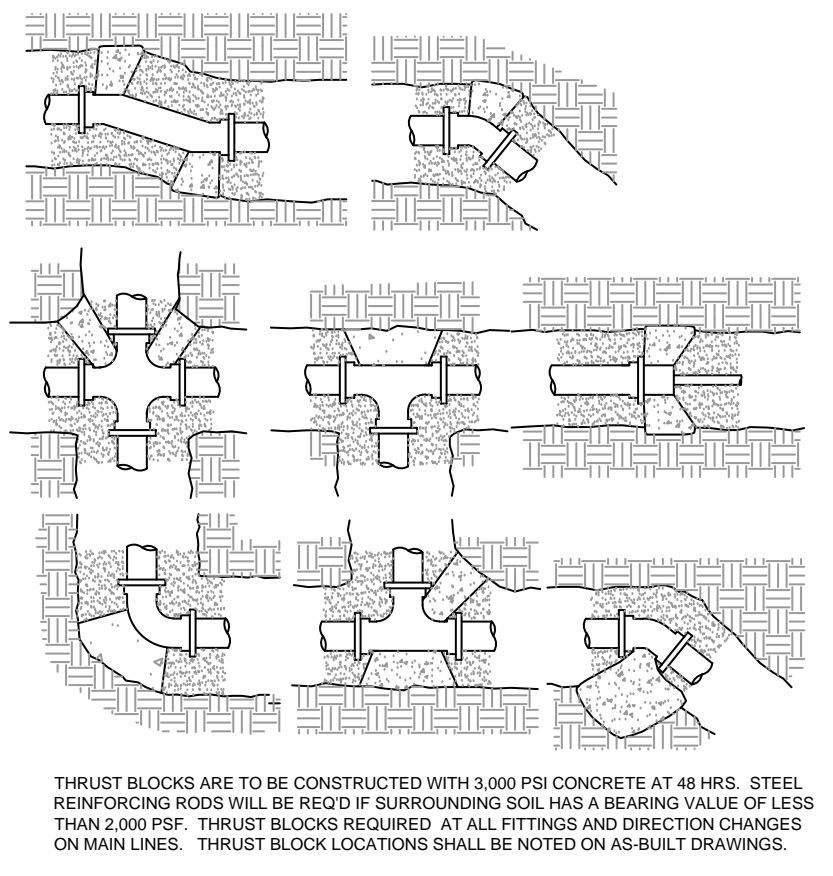 THRUST BLOCKS ARE TO BE CONSTRUCTED WITH 3,000 PSI CONCRETE AT 48 HRS.  STEEL
REINFORCING RODS WILL BE REQ'D IF SURROUNDING SOIL HAS A BEARING VALUE OF LESS
THAN 2,000 PSF.  THRUST BLOCKS REQUIRED  AT ALL FITTINGS AND DIRECTION CHANGES
ON MAIN LINES.   THRUST BLOCK LOCATIONS SHALL BE NOTED ON AS-BUILT DRAWINGS.